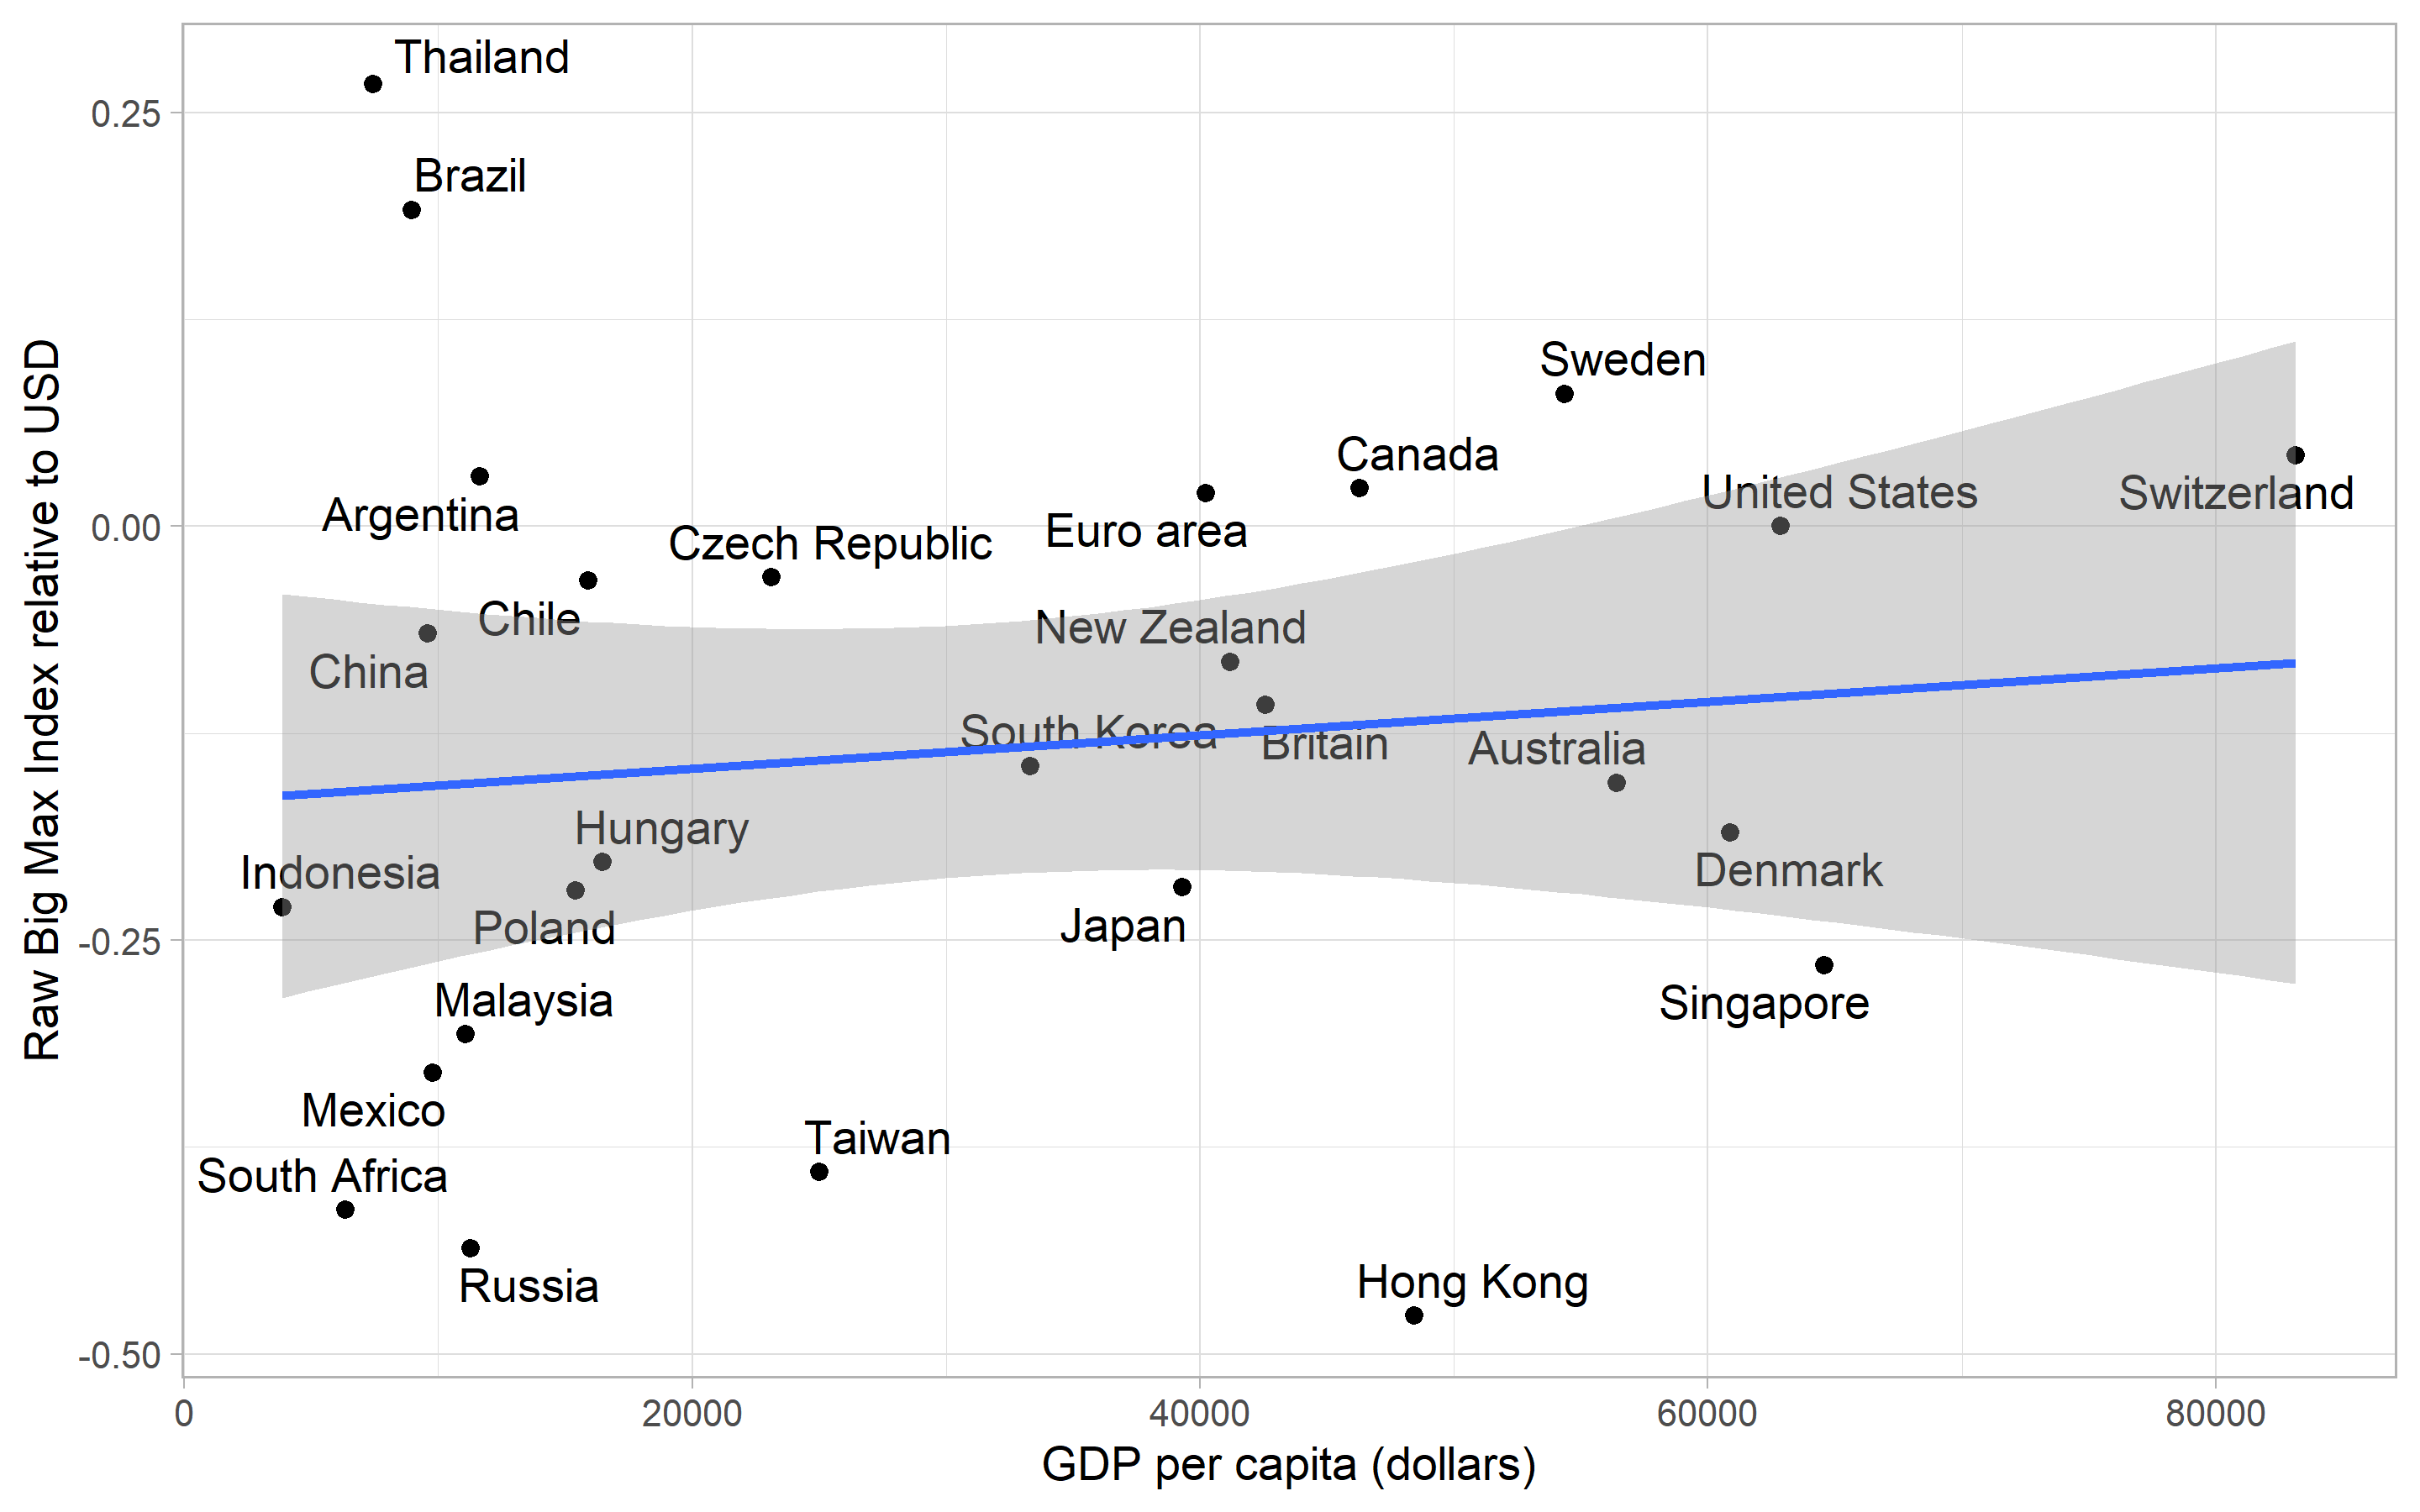 Thailand
0.25
Brazil
Sweden
Canada
United States
Switzerland
Argentina
0.00
Euro area
Czech Republic
Chile
New Zealand
China
South Korea
Britain
Australia
Hungary
Indonesia
Denmark
Poland
Japan
-0.25
Malaysia
Singapore
Mexico
Taiwan
South Africa
Russia
Hong Kong
-0.50
Raw Big Max Index relative to USD
0 20000 40000 60000 80000
GDP per capita (dollars)